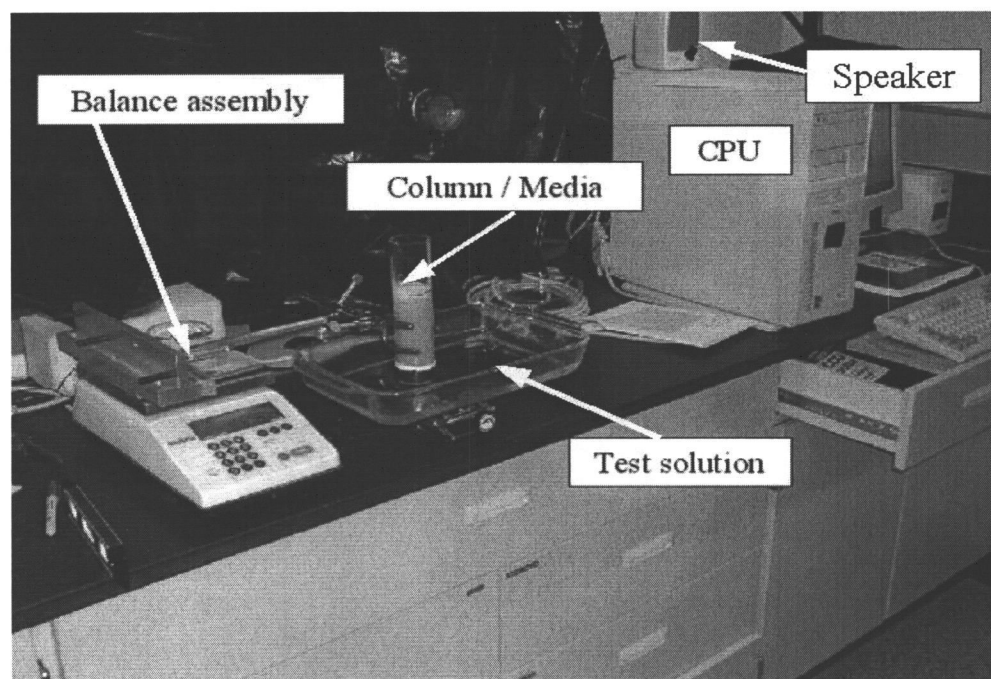 Speaker
Balance assembly
CPU
Column / Media
Test solution